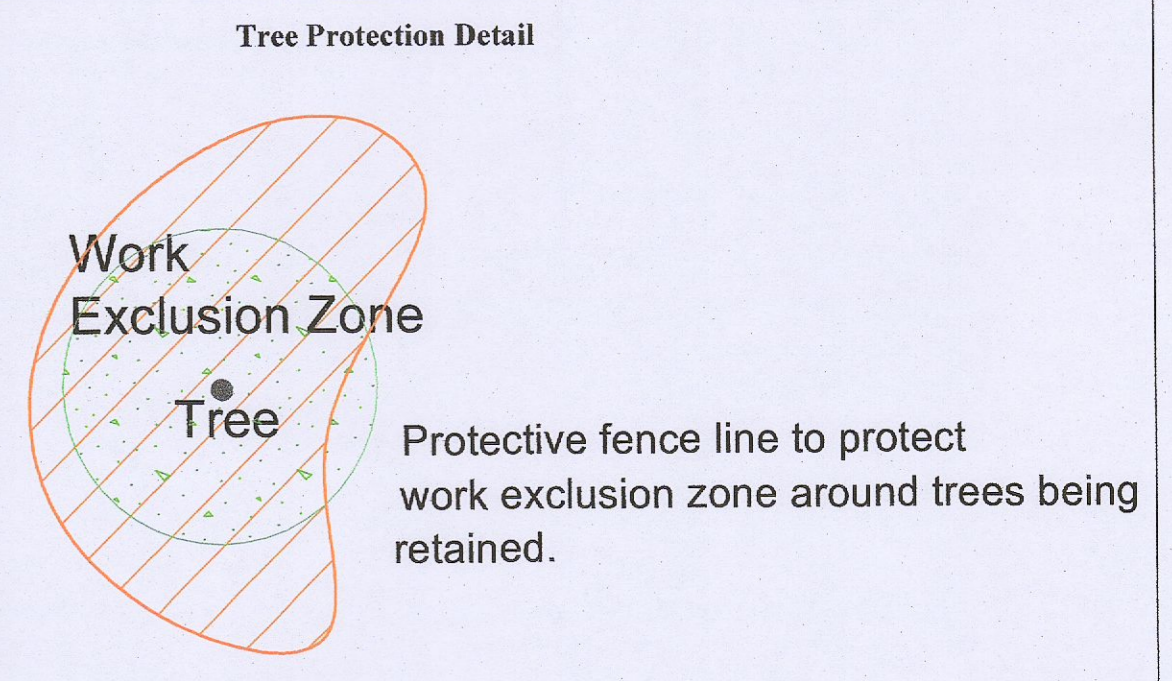 Tree Protection Detail
Work
Exclusion Zone
Tree
Protective fence line to protect
work exclusion zone around trees being
retained.